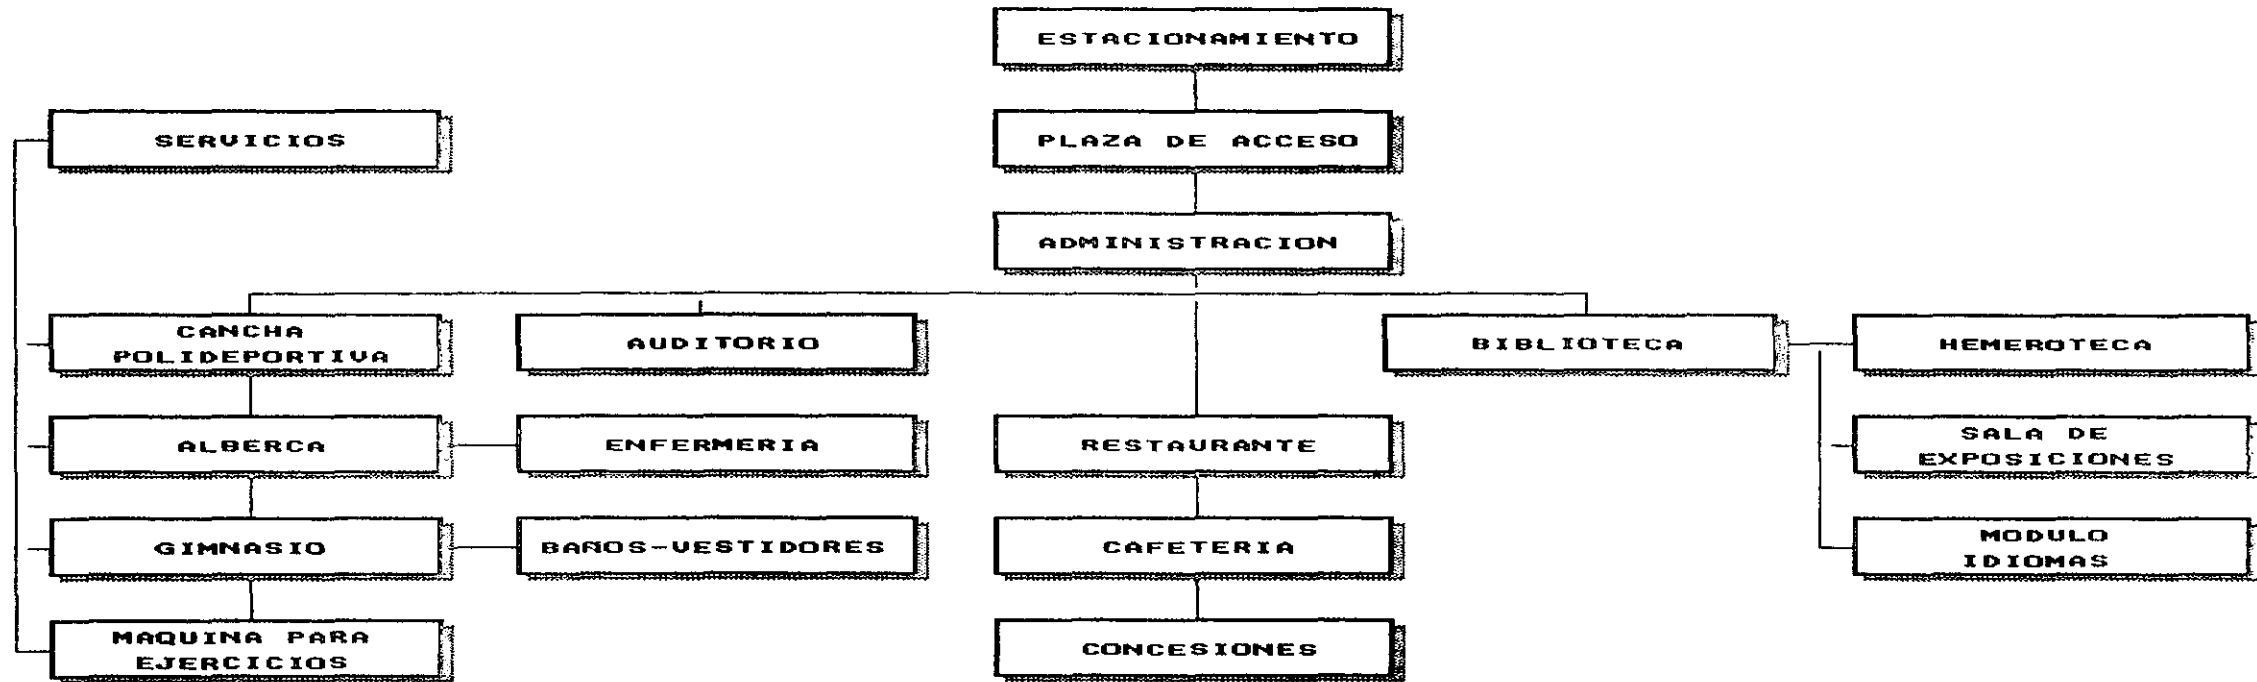 ESTACIONAMIENTO
SERVICIOS
PLAZA DE ACCESO
ADMINISTRACION
CANCHA
POLIDEPORTIVA
AUDITORIO
BIBLIOTECA
HEMEROTECA
ALBERCA
ENFERMERIA
RESTAURANTE
SALA DE
EXPOSICIONES
GIMNASIO
BAÑOS-VESTIDORES
CAFETERIA
MODULO
IDIOMAS
MAQUINA PARA
EJERCICIOS
CONCESIONES